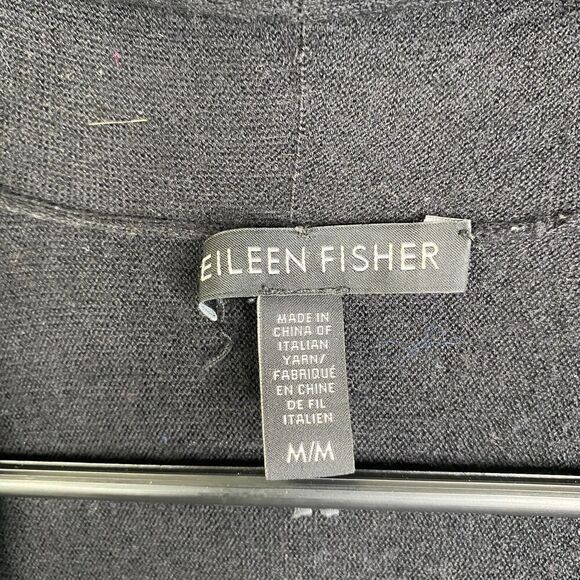 EILEEN FISHER
MADE IN
CHINA OF
ITALIAN
YARN/
FABRIQUÉ
EN CHINE
DE FIL
ITALIEN
M/M